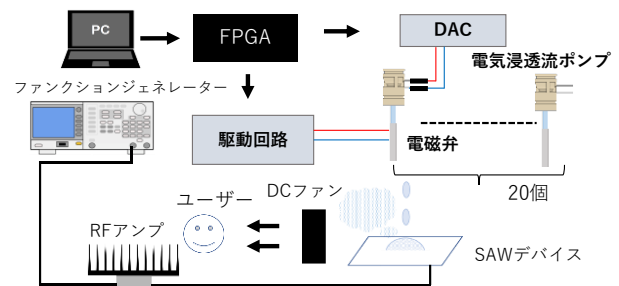 PC
FPGA
DAC
電気浸透流ポンプ
ファンクションジェネレーター
駆動回路
電磁弁
20個
ユーザー
DCファン
RFアンプ
SAWデバイス